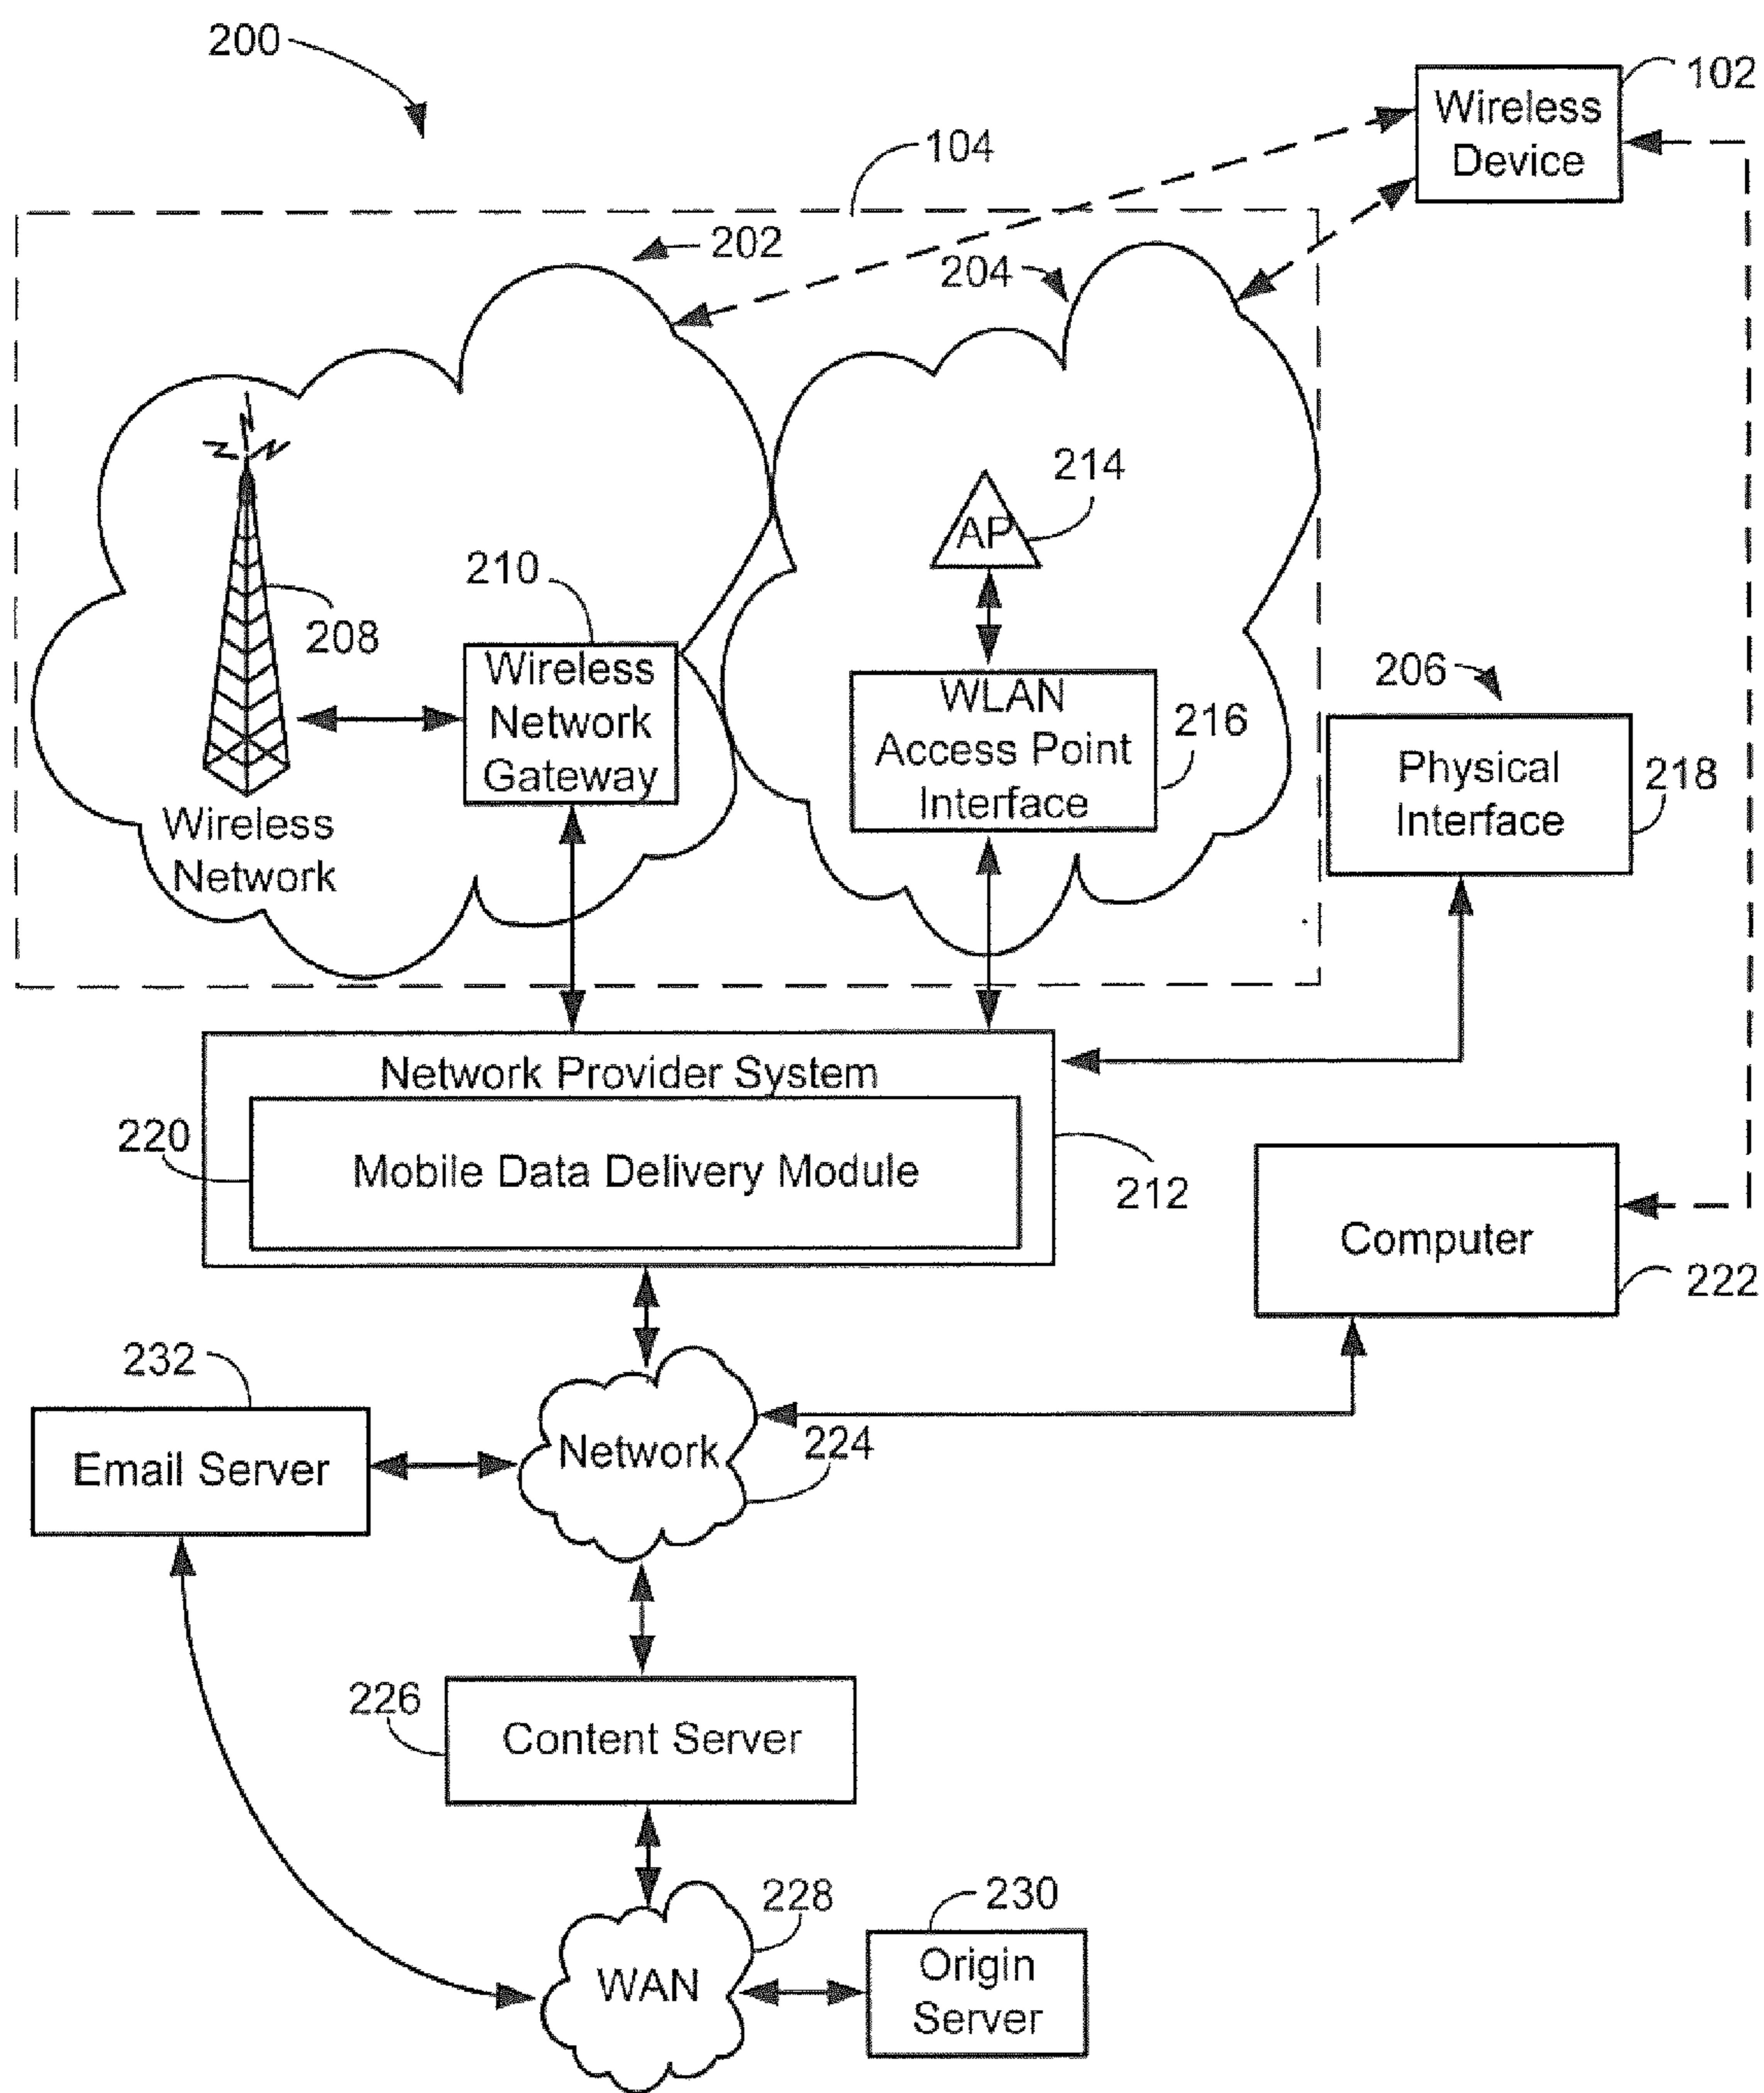 200
102
Wireless
Device
104
202
204
214
AP
210
208
Wireless
Network
Gateway
WLAN
Access Point
Interface
216
206
Physical
Interface
218
Wireless
Network
Network Provider System
220
Mobile Data Delivery Module
212
Computer
222
232
Email Server
Network
224
226
Content Server
228
230
WAN
Origin
Server